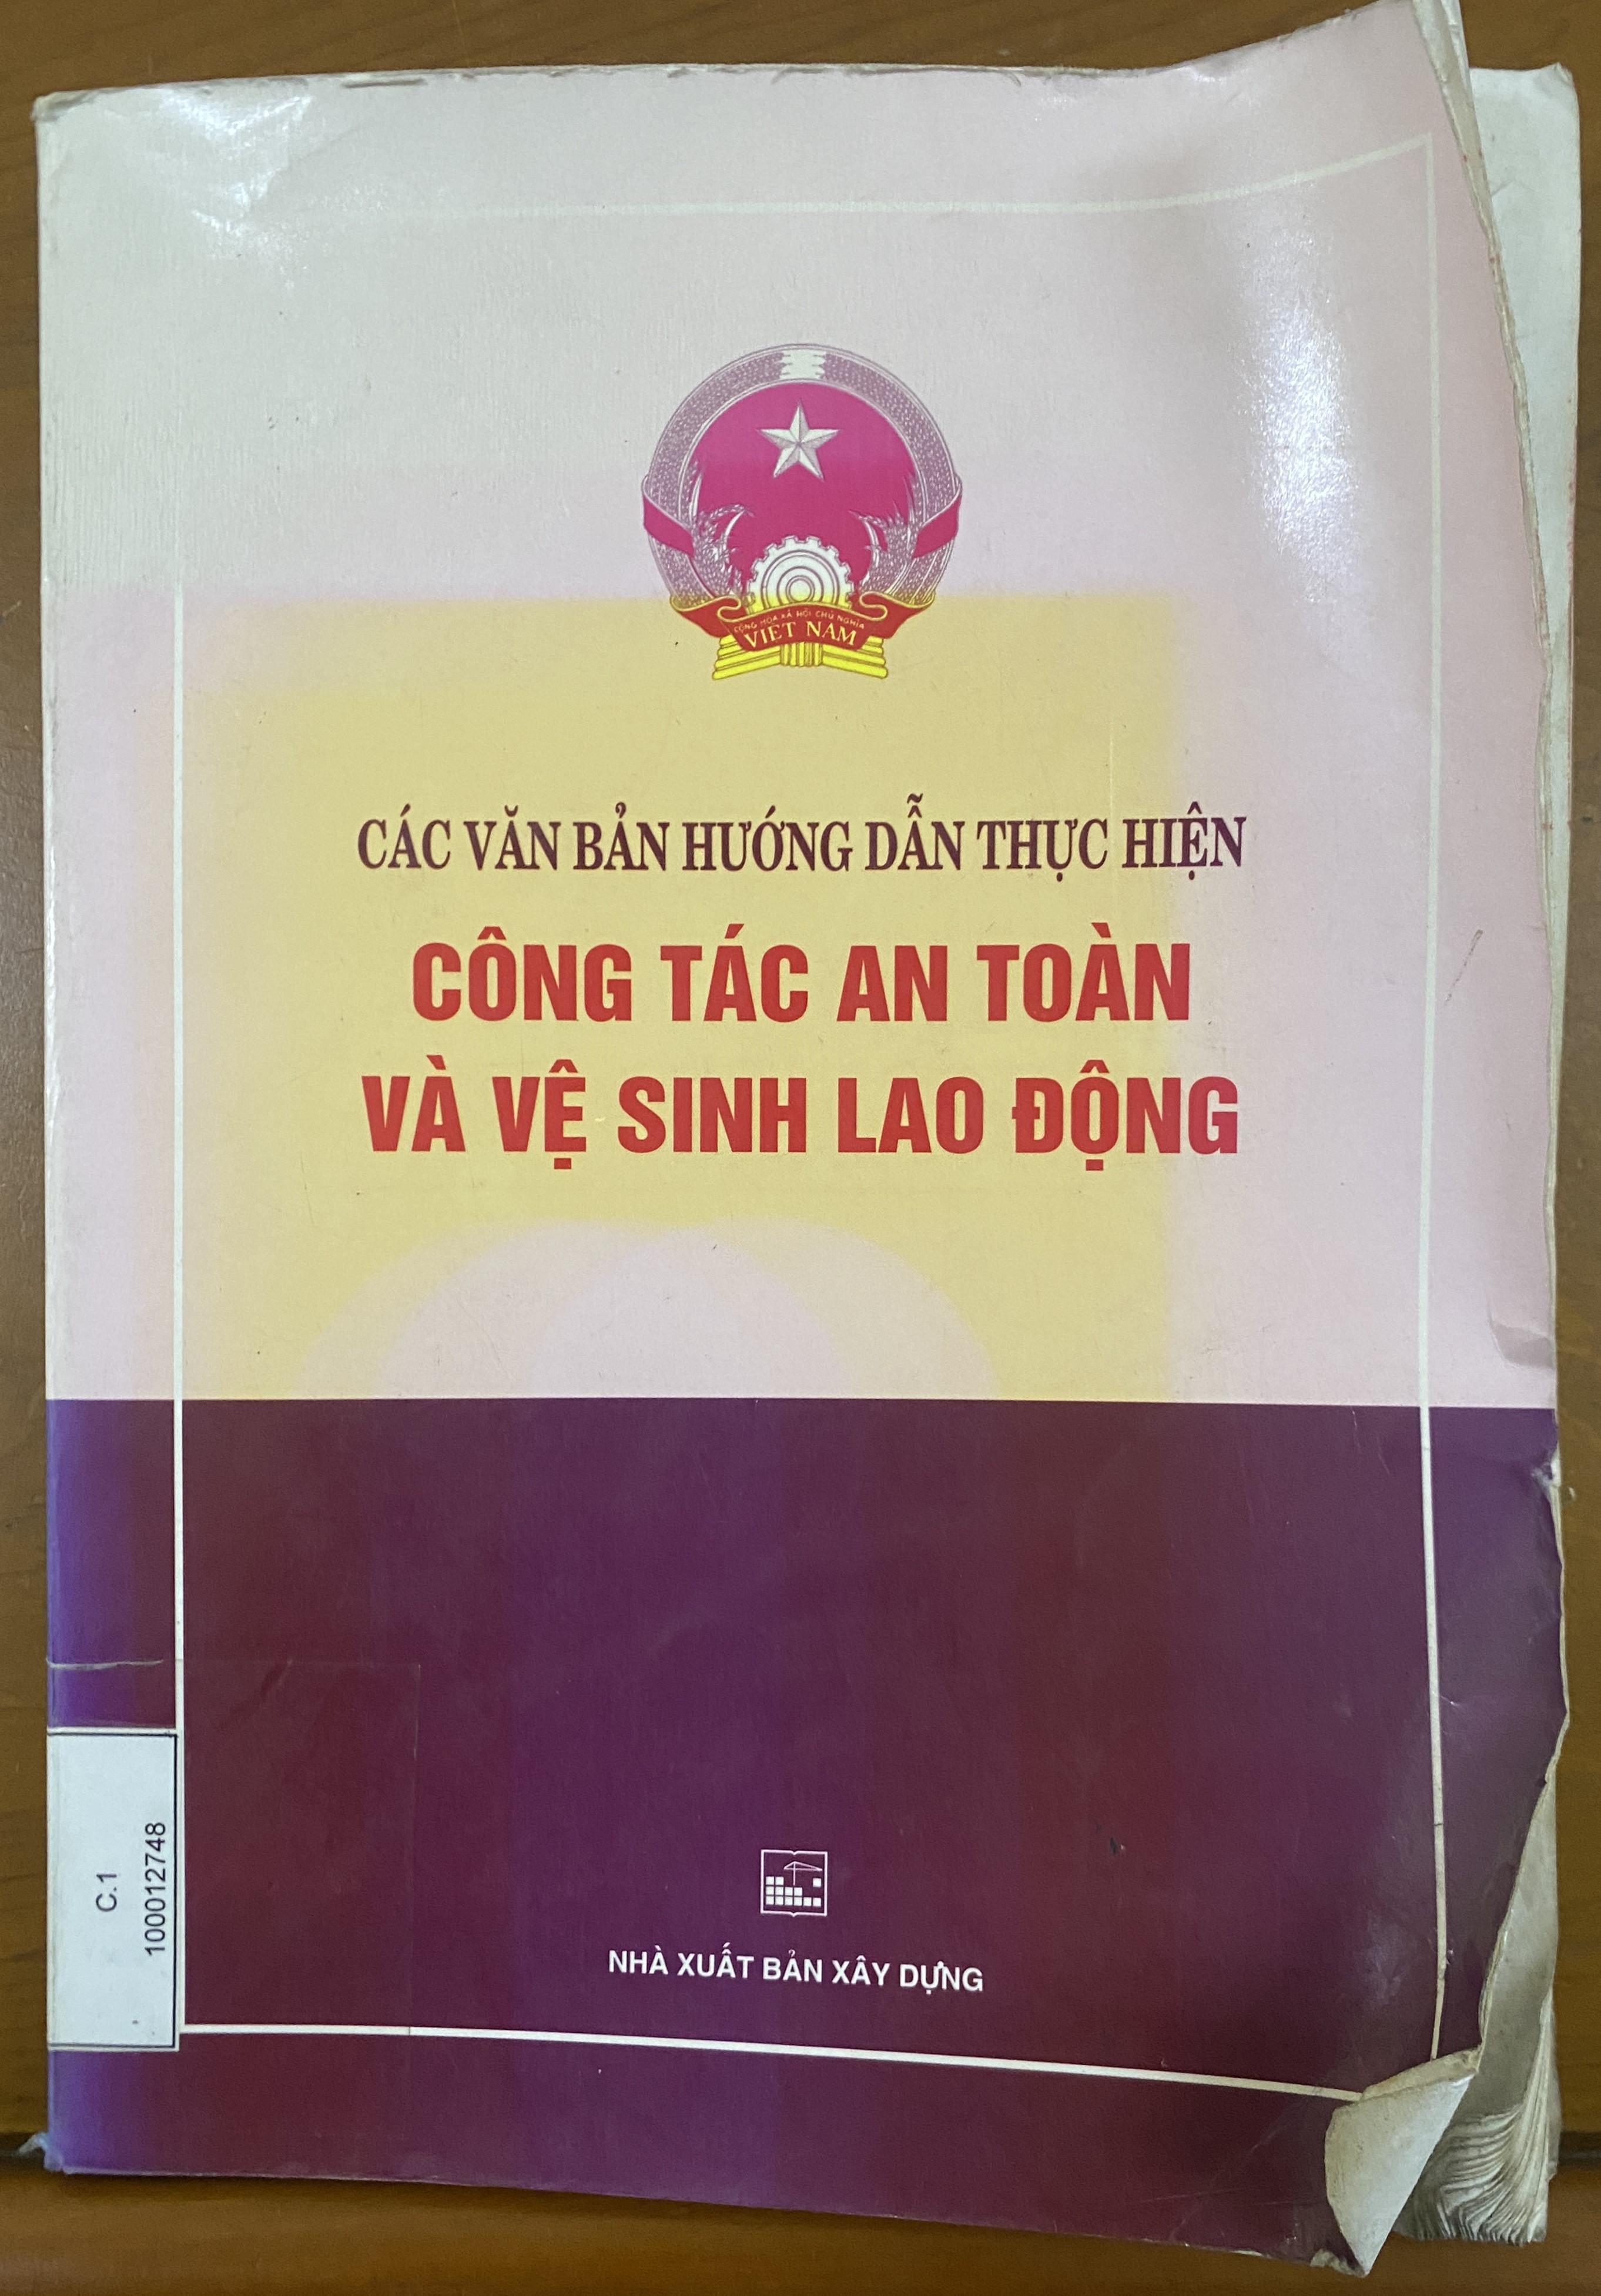 CỘNG HÒA XÃ HỘI CHỦ NGHĨA
VIỆT NAM
CÁC VĂN BẢN HƯỚNG DẪN THỰC HIỆN
CÔNG TÁC AN TOÀN
VÀ VỆ SINH LAO ĐỘNG
C.1
100012748
NHÀ XUẤT BẢN XÂY DỰNG